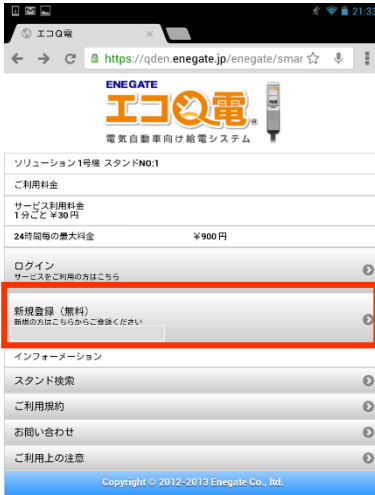 21:33
エコQ電
https://qden.enegate.jp/enegate/smar
ENEGATE
エコQ電®
電気自動車向け給電システム
ソリューション1号機 スタンドNO:1
ご利用料金
サービス利用料金
1分ごと ¥30円
24時間毎の最大料金 ¥900円
ログイン
サービスをご利用の方はこちら
新規登録（無料）
新規の方はこちらからご登録ください
インフォーメーション
スタンド検索
ご利用規約
お問い合わせ
ご利用上の注意
Copyright © 2012-2013 Enegate Co., ltd.